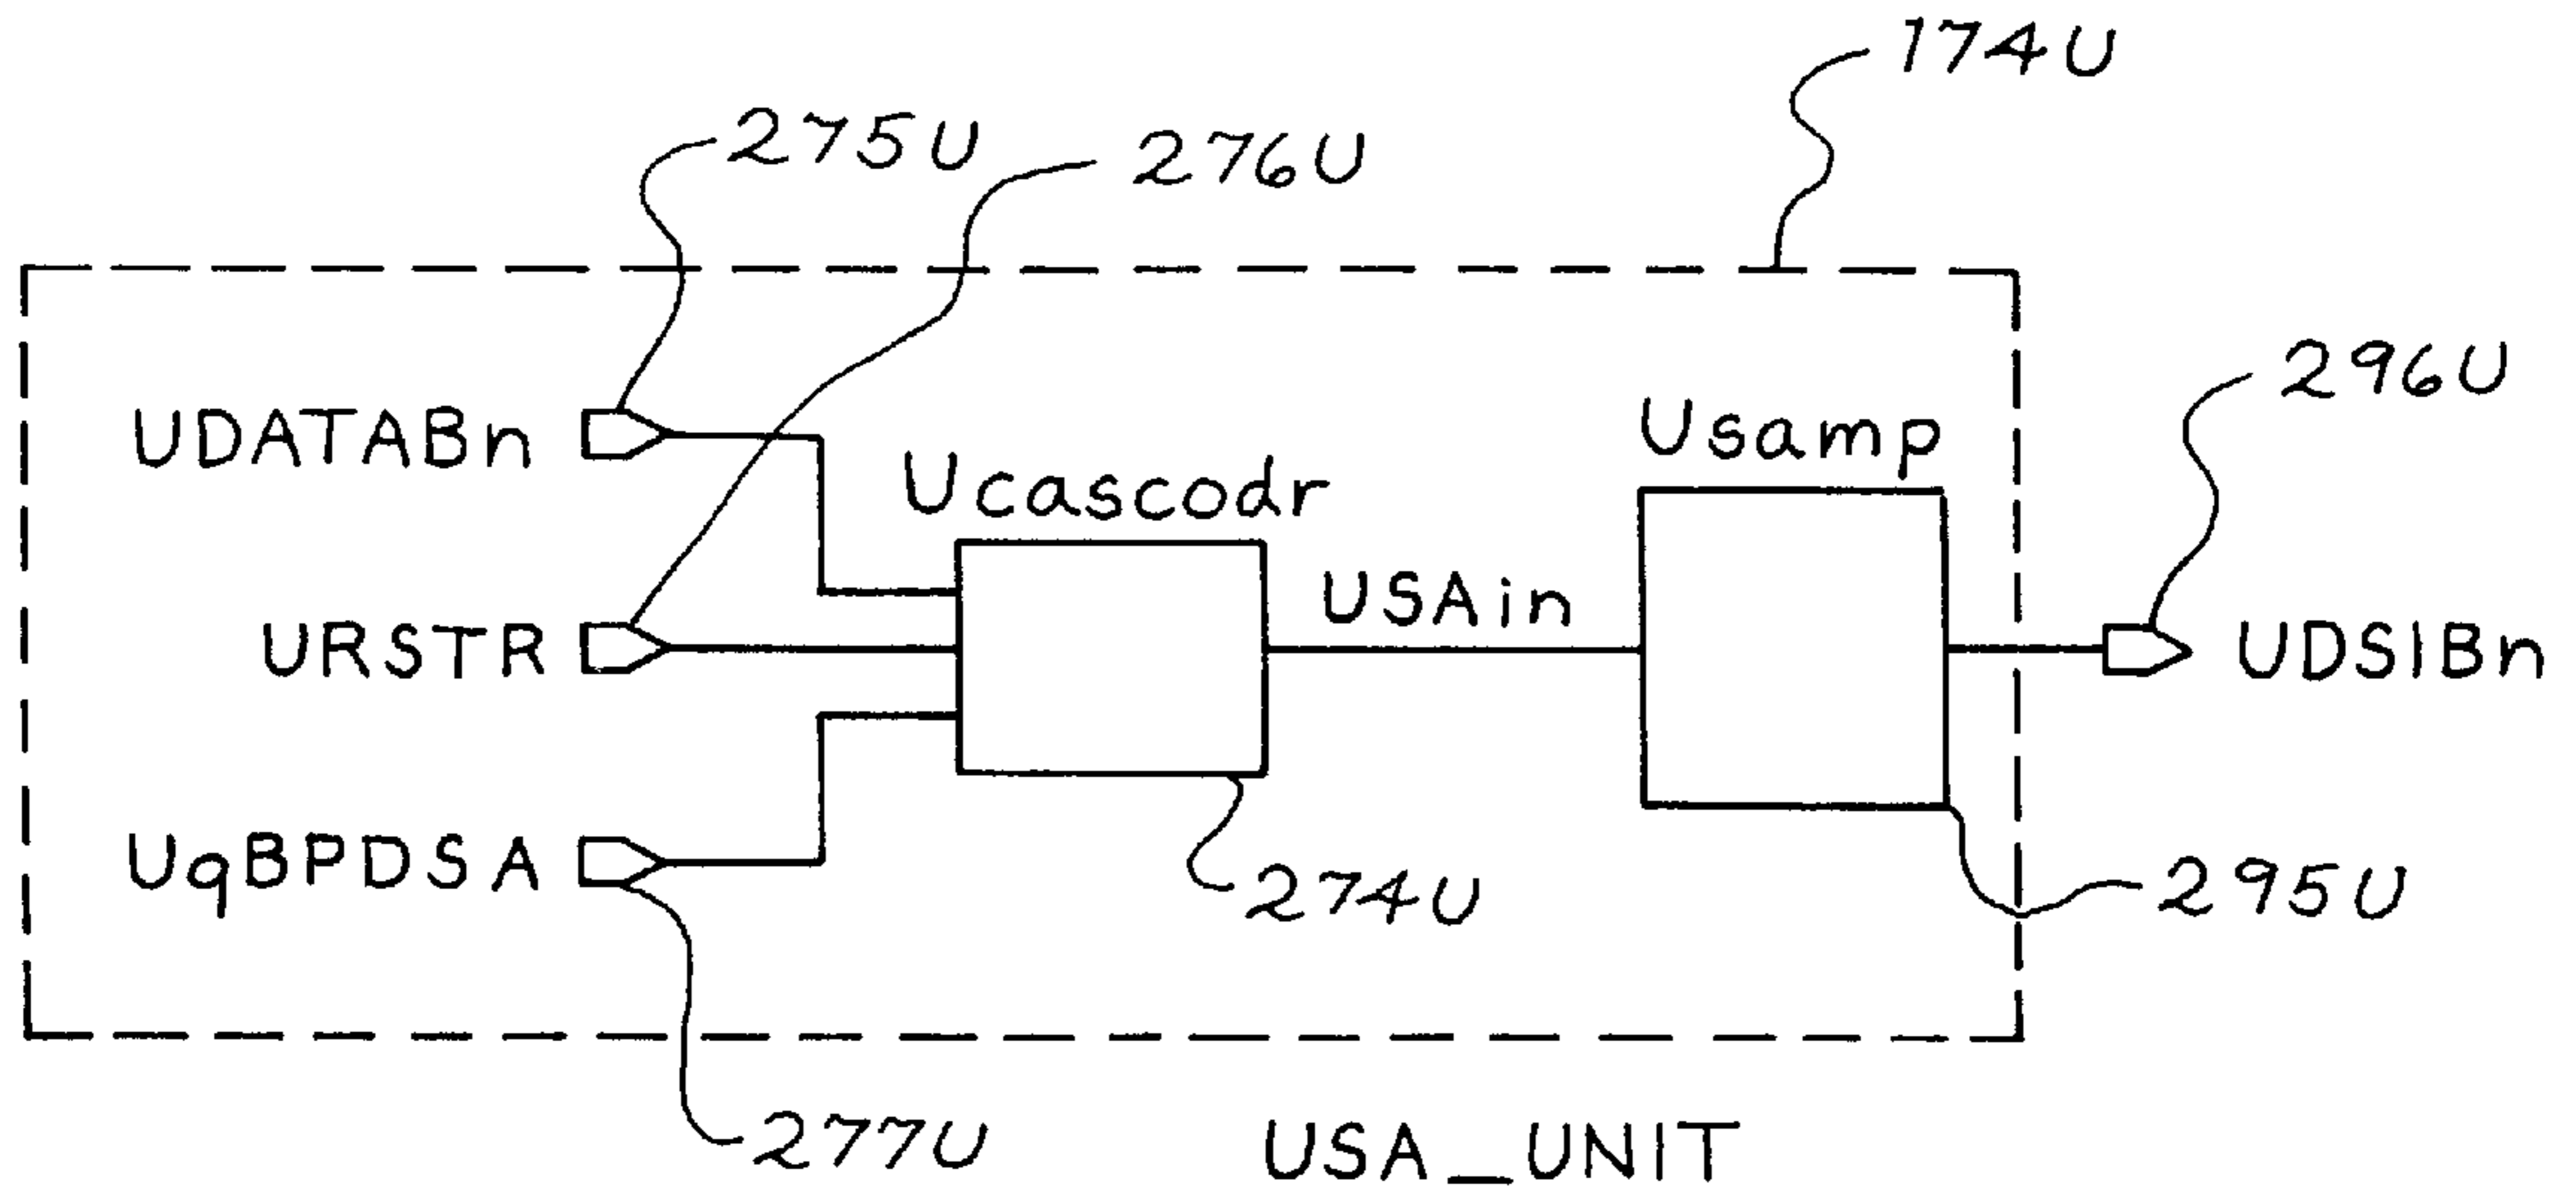 174U
275U
276U
296U
UDATABn
Usamp
Ucascodr
USAin
URSTR
UDSIBn
UqBPDSA
274U
295U
277U
USA_UNIT